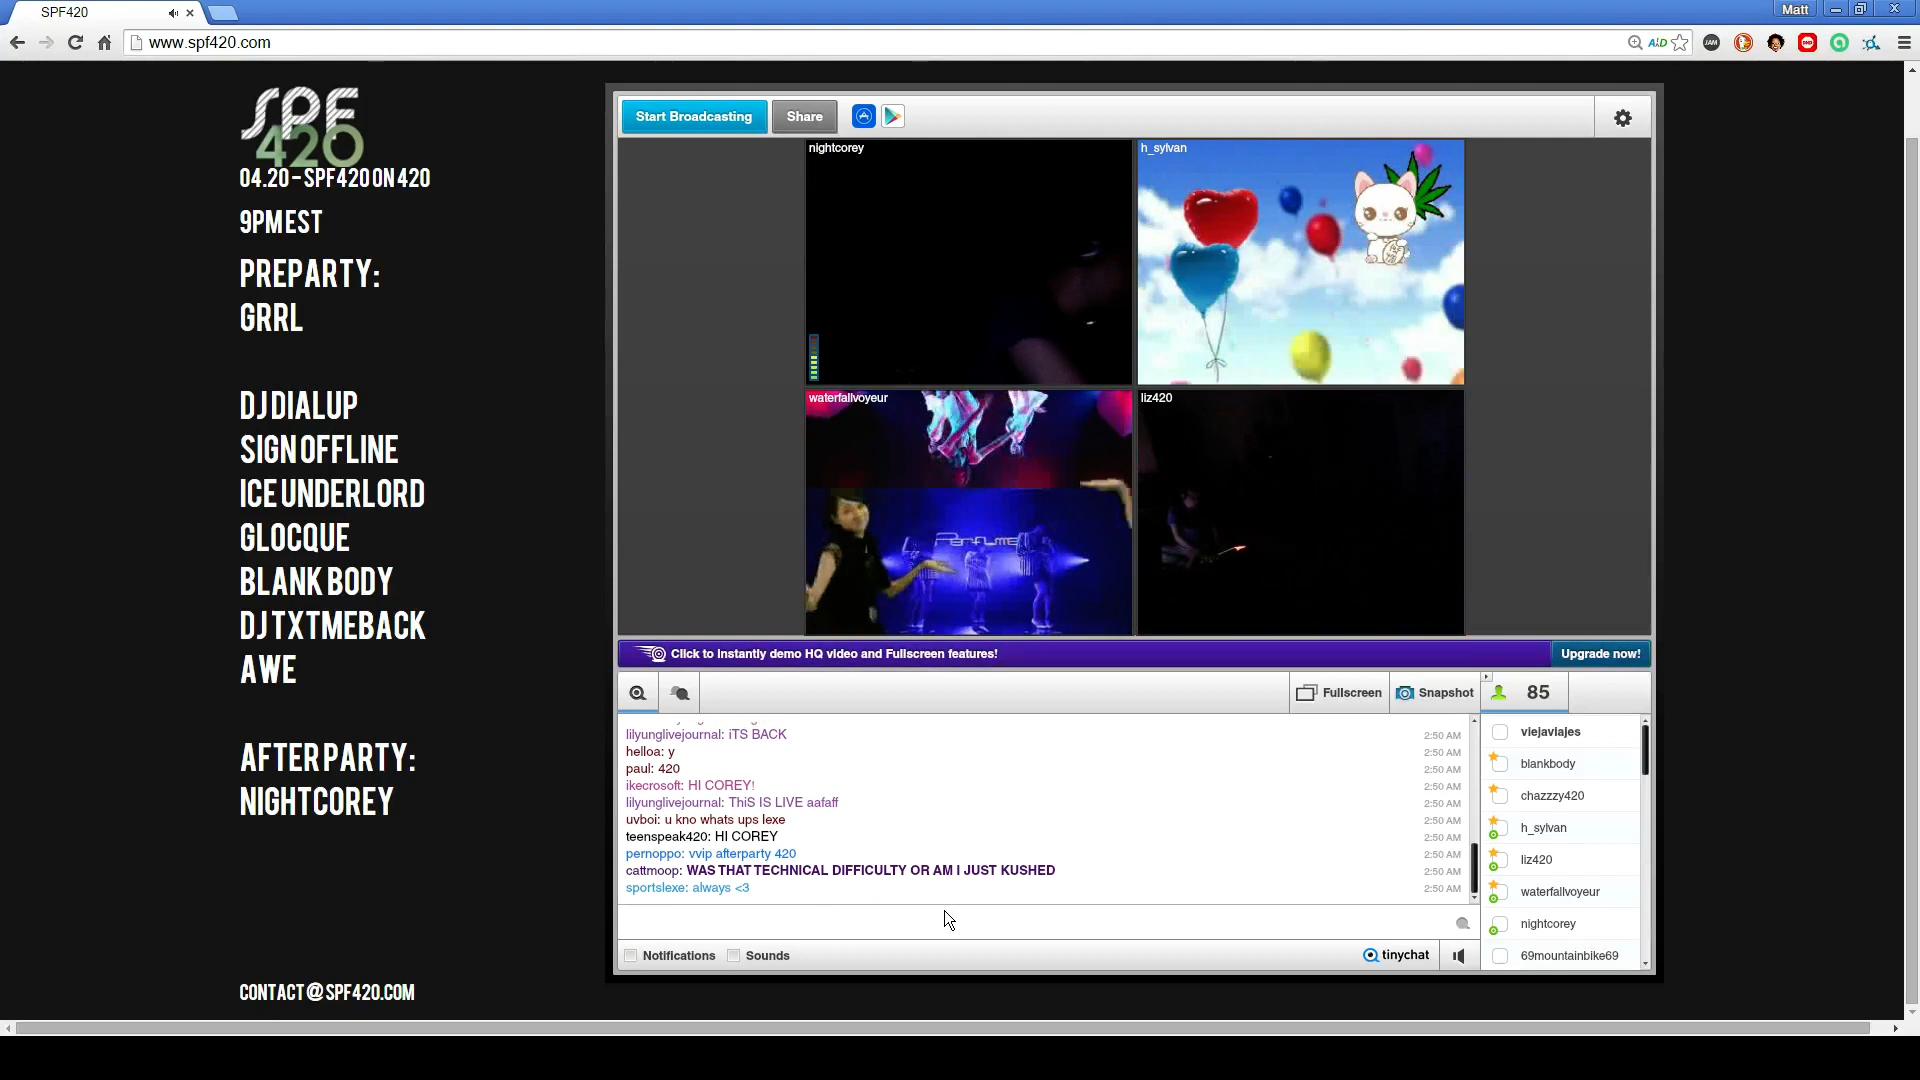 SPF420
Matt
www.spf420.com
SPF
420
04.20 - SPF420 ON 420
9PM EST
PREPARTY:
GRRL
DJ DIALUP
SIGN OFFLINE
ICE UNDERLORD
GLOCQUE
BLANK BODY
DJ TXTMEBACK
AWE
AFTER PARTY:
NIGHTCOREY
CONTACT@SPF420.COM
Start Broadcasting
Share
nightcorey
h_sylvan
waterfallvoyeur
Perfume
liz420
Click to instantly demo HQ video and Fullscreen features!
Upgrade now!
Fullscreen
Snapshot
85
lilyunglivejournal: iTS BACK 2:50 AM
helloa: y 2:50 AM
paul: 420 2:50 AM
ikecrosoft: HI COREY! 2:50 AM
lilyunglivejournal: ThiS IS LIVE aafaff 2:50 AM
uvboi: u kno whats ups lexe 2:50 AM
teenspeak420: HI COREY 2:50 AM
pernoppo: vvip afterparty 420 2:50 AM
cattmoop: WAS THAT TECHNICAL DIFFICULTY OR AM I JUST KUSHED 2:50 AM
sportslexe: always <3 2:50 AM
viejaviajes
blankbody
chazzzy420
h_sylvan
liz420
waterfallvoyeur
nightcorey
69mountainbike69
Notifications
Sounds
tinychat